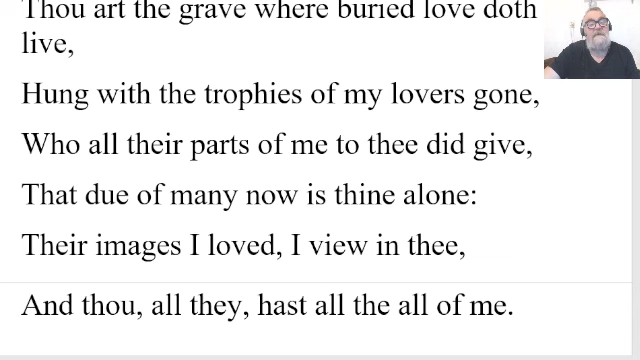 Thou art the grave where buried love doth
live,
Hung with the trophies of my lovers gone,
Who all their parts of me to thee did give,
That due of many now is thine alone:
Their images I loved, I view in thee,
And thou, all they, hast all the all of me.